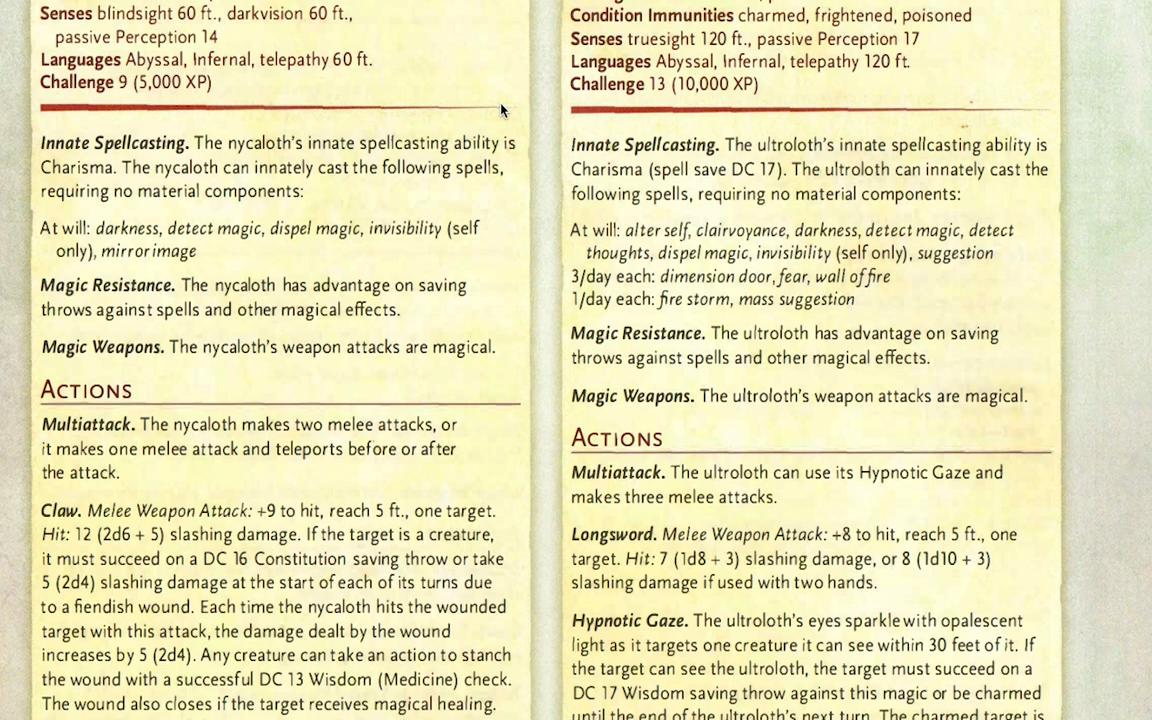 Senses blindsight 60 ft., darkvision 60 ft.,
passive Perception 14
Languages Abyssal, Infernal, telepathy 60 ft.
Challenge 9 (5,000 XP)
Innate Spellcasting. The nycaloth's innate spellcasting ability is
Charisma. The nycaloth can innately cast the following spells,
requiring no material components:
At will: darkness, detect magic, dispel magic, invisibility (self
only), mirror image
Magic Resistance. The nycaloth has advantage on saving
throws against spells and other magical effects.
Magic Weapons. The nycaloth's weapon attacks are magical.
Actions
Multiattack. The nycaloth makes two melee attacks, or
it makes one melee attack and teleports before or after
the attack.
Claw. Melee Weapon Attack: +9 to hit, reach 5 ft., one target.
Hit: 12 (2d6 + 5) slashing damage. If the target is a creature,
it must succeed on a DC 16 Constitution saving throw or take
5 (2d4) slashing damage at the start of each of its turns due
to a fiendish wound. Each time the nycaloth hits the wounded
target with this attack, the damage dealt by the wound
increases by 5 (2d4). Any creature can take an action to stanch
the wound with a successful DC 13 Wisdom (Medicine) check.
The wound also closes if the target receives magical healing.
Condition Immunities charmed, frightened, poisoned
Senses truesight 120 ft., passive Perception 17
Languages Abyssal, Infernal, telepathy 120 ft.
Challenge 13 (10,000 XP)
Innate Spellcasting. The ultroloth's innate spellcasting ability is
Charisma (spell save DC 17). The ultroloth can innately cast the
following spells, requiring no material components:
At will: alter self, clairvoyance, darkness, detect magic, detect
thoughts, dispel magic, invisibility (self only), suggestion
3/day each: dimension door, fear, wall of fire
1/day each: fire storm, mass suggestion
Magic Resistance. The ultroloth has advantage on saving
throws against spells and other magical effects.
Magic Weapons. The ultroloth's weapon attacks are magical.
Actions
Multiattack. The ultroloth can use its Hypnotic Gaze and
makes three melee attacks.
Longsword. Melee Weapon Attack: +8 to hit, reach 5 ft., one
target. Hit: 7 (1d8 + 3) slashing damage, or 8 (1d10 + 3)
slashing damage if used with two hands.
Hypnotic Gaze. The ultroloth's eyes sparkle with opalescent
light as it targets one creature it can see within 30 feet of it. If
the target can see the ultroloth, the target must succeed on a
DC 17 Wisdom saving throw against this magic or be charmed
until the end of the ultroloth's next turn. The charmed target is